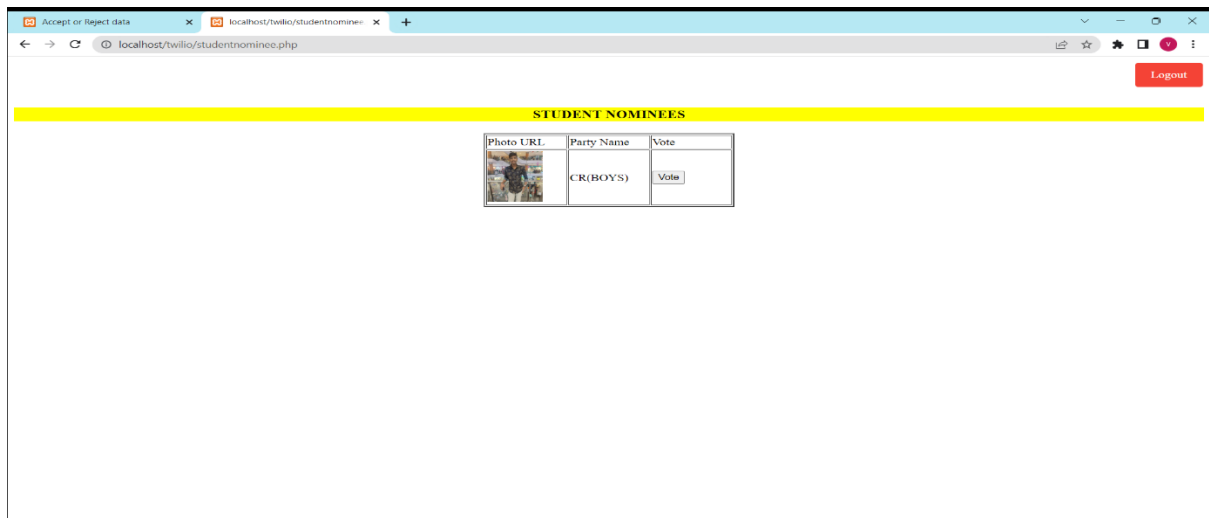 Accept or Reject data
localhost/twilio/studentnominee
localhost/twilio/studentnominee.php
V
Logout
STUDENT NOMINEES
Photo URL Party Name Vote
CR(BOYS) Vote